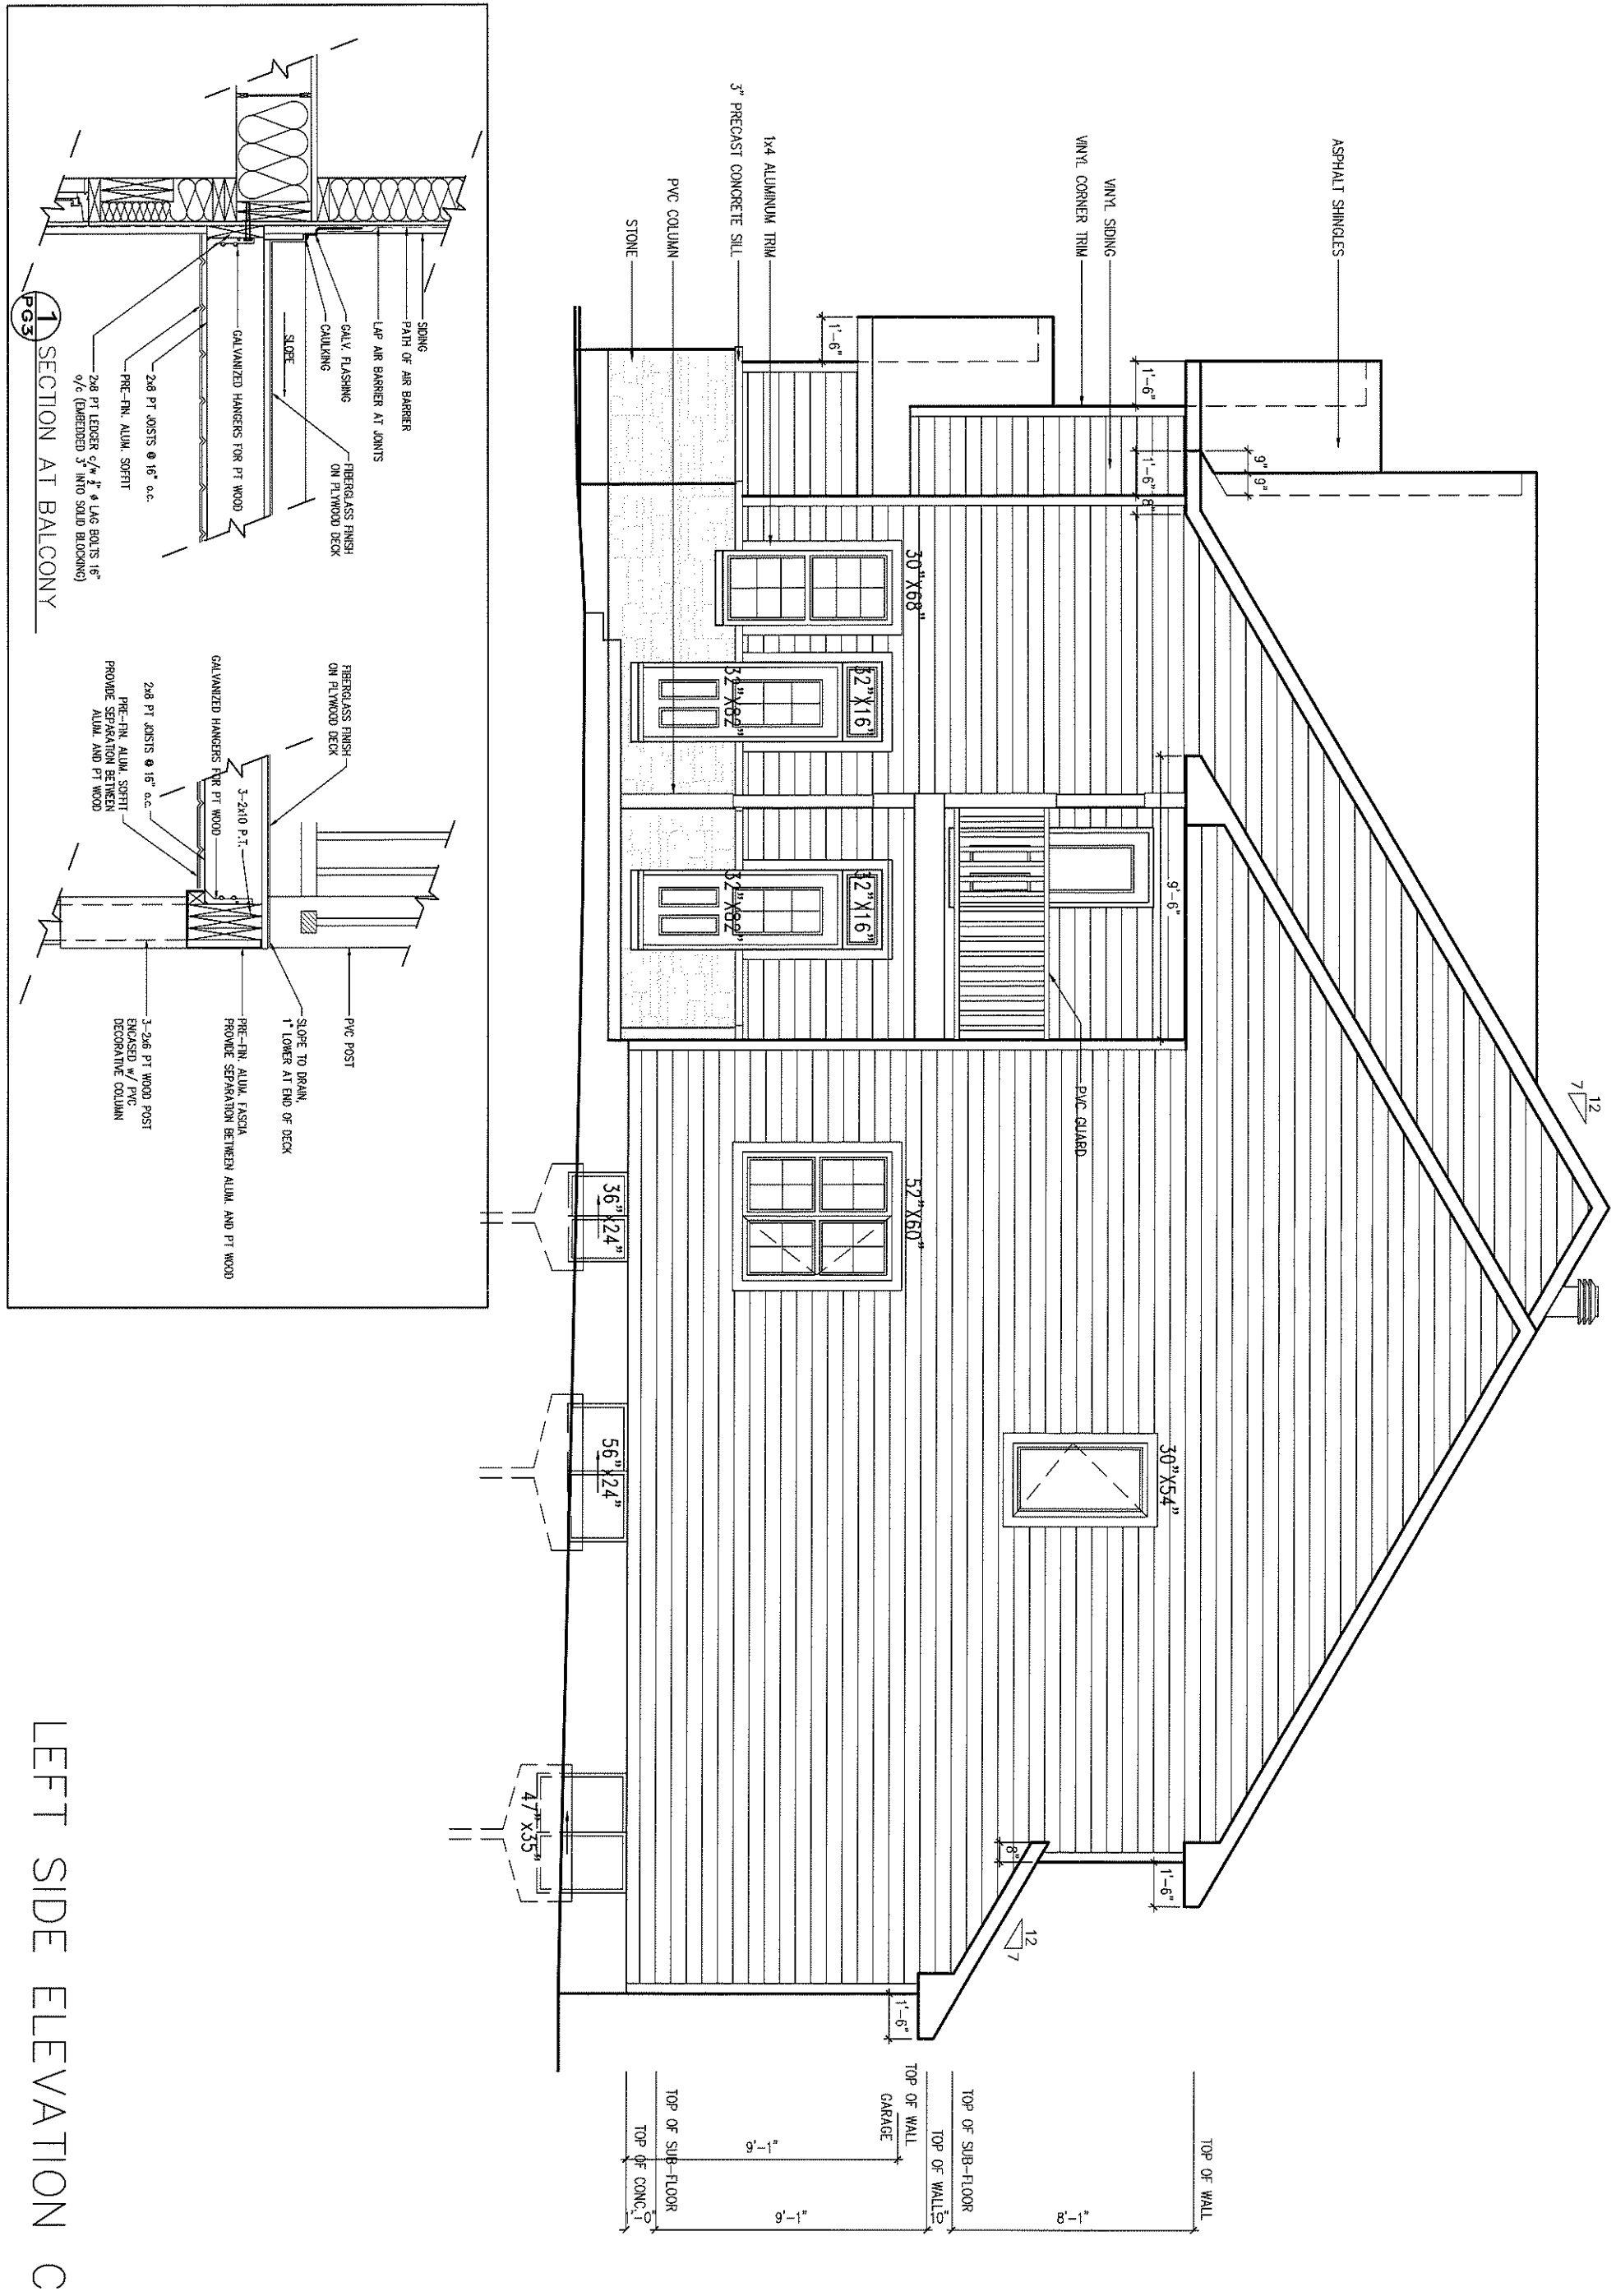 ASPHALT SHINGLES
VINYL SIDING
VINYL CORNER TRIM
1x4 ALUMINUM TRIM
3" PRECAST CONCRETE SILL
PVC COLUMN
STONE
12
7
1'-6"
1'-6"
9"
9"
1'-6"
8"
9'-6"
30"X68"
32"X16"
32"X82"
32"X16"
32"X82"
PVC GUARD
52"X60"
30"X54"
36"X24"
56"X24"
47"x35"
8"
1'-6"
12
7
1'-6"
TOP OF WALL
8'-1"
TOP OF SUB-FLOOR
10"
TOP OF WALL
TOP OF WALL
GARAGE
9'-1"
9'-1"
TOP OF SUB-FLOOR
1'-0"
TOP OF CONC.
SIDING
PATH OF AIR BARRIER
LAP AIR BARRIER AT JOINTS
GALV. FLASHING
CAULKING
FIBERGLASS FINISH
ON PLYWOOD DECK
SLOPE
GALVANIZED HANGERS FOR PT WOOD
2x8 PT JOISTS @ 16" o.c.
PRE-FIN. ALUM. SOFFIT
2x8 PT LEDGER c/w ½" ø LAG BOLTS 16"
o/c (EMBEDDED 3" INTO SOLID BLOCKING)
1
PG3
SECTION AT BALCONY
FIBERGLASS FINISH
ON PLYWOOD DECK
3-2x10 P.T.
GALVANIZED HANGERS FOR PT WOOD
2x8 PT JOISTS @ 16" o.c.
PRE-FIN. ALUM. SOFFIT
PROVIDE SEPARATION BETWEEN
ALUM. AND PT WOOD
PVC POST
SLOPE TO DRAIN,
1" LOWER AT END OF DECK
PRE-FIN. ALUM. FASCIA
PROVIDE SEPARATION BETWEEN ALUM. AND PT WOOD
3-2x6 PT WOOD POST
ENCASED w/ PVC
DECORATIVE COLUMN
LEFT SIDE ELEVATION C